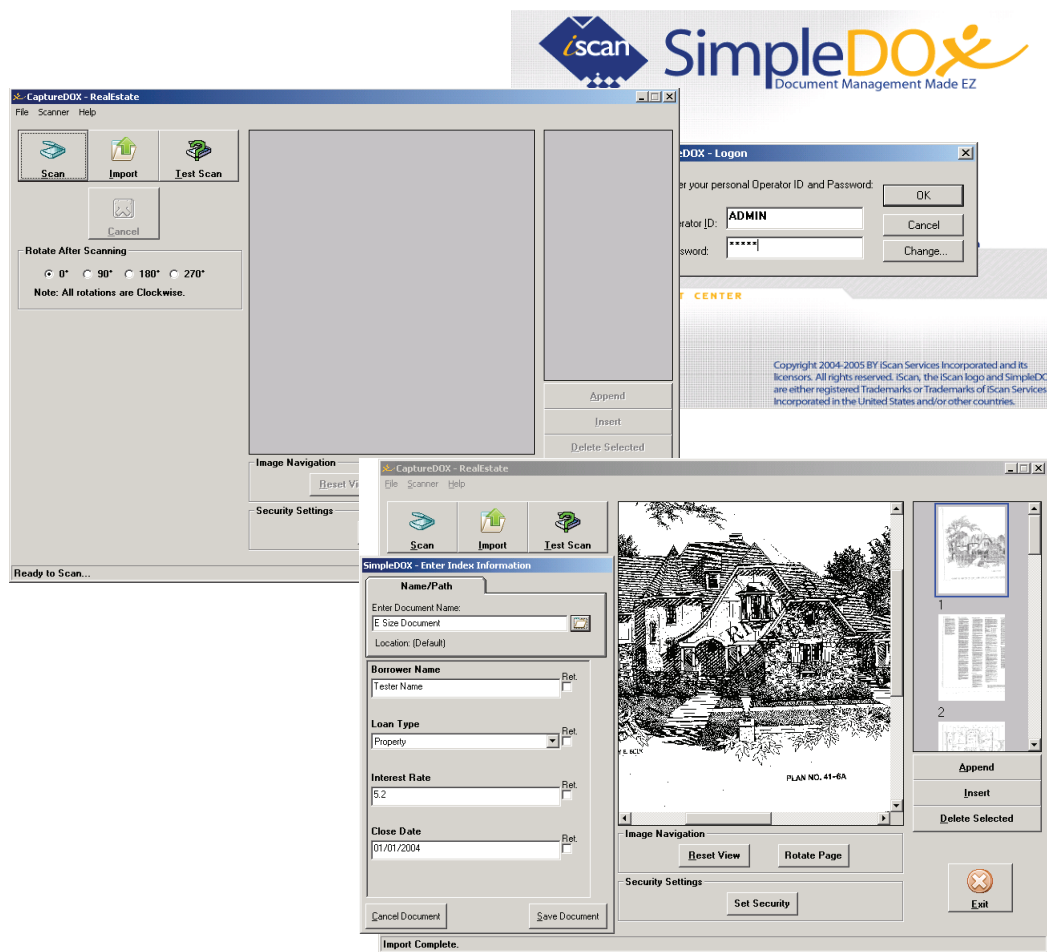 iscan
SimpleDOX
Document Management Made EZ
CaptureDOX - RealEstate
File Scanner Help
Scan
Import
Test Scan
Cancel
Rotate After Scanning
0° 90° 180° 270°
Note: All rotations are Clockwise.
Append
Insert
Delete Selected
Image Navigation
Reset Vi
Security Settings
Ready to Scan...
eDOX - Logon
er your personal Operator ID and Password:
erator ID:
ADMIN
ssword:
*****
OK
Cancel
Change...
T CENTER
Copyright 2004-2005 BY iScan Services Incorporated and its
licensors. All rights reserved. iScan, the iScan logo and SimpleDO
are either registered Trademarks or Trademarks of iScan Services
Incorporated in the United States and/or other countries.
CaptureDOX - RealEstate
File Scanner Help
Scan
Import
Test Scan
SimpleDOX - Enter Index Information
Name/Path
Enter Document Name:
E Size Document
Location: (Default)
Borrower Name
Ret.
Tester Name
Loan Type
Ret.
Property
Interest Rate
Ret.
5.2
Close Date
Ret.
01/01/2004
Cancel Document
Save Document
PLAN NO. 41-6A
1
2
Append
Insert
Delete Selected
Image Navigation
Reset View
Rotate Page
Security Settings
Set Security
Exit
Import Complete.